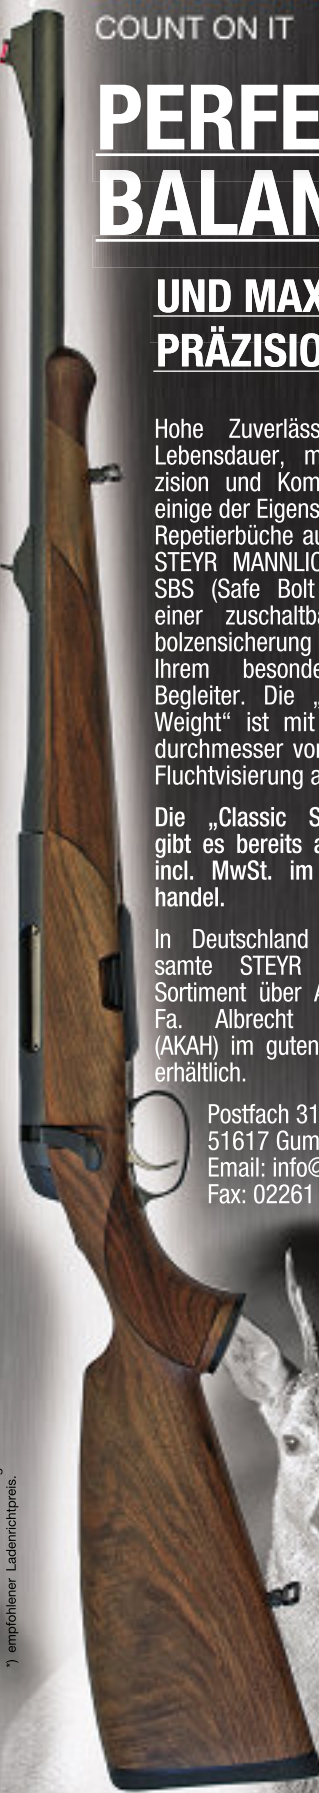 COUNT ON IT
PERFE
BALAN
UND MAX
PRÄZISIO
Hohe Zuverläss
Lebensdauer, m
zision und Kom
einige der Eigens
Repetierbüche au
STEYR MANNLIC
SBS (Safe Bolt
einer zuschaltba
bolzensicherung
Ihrem besonde
Begleiter. Die „
Weight“ ist mit
durchmesser vor
Fluchtvisierung a
Die „Classic S
gibt es bereits a
incl. MwSt. im
handel.
In Deutschland
samte STEYR
Sortiment über A
Fa. Albrecht
(AKAH) im guten
erhältlich.
Postfach 31
51617 Gum
Email: info@
Fax: 02261
*) empfohlener Ladenrichtpreis.